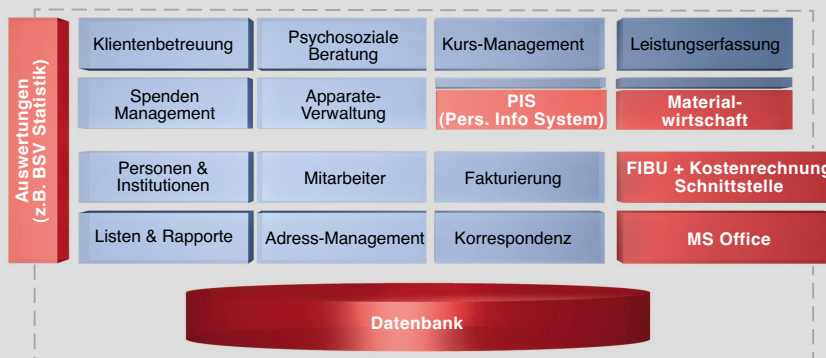 Auswertungen
(z.B. BSV Statistik)
Klientenbetreuung
Psychosoziale
Beratung
Kurs-Management
Leistungserfassung
Spenden
Management
Apparate-
Verwaltung
PIS
(Pers. Info System)
Material-
wirtschaft
Personen &
Institutionen
Mitarbeiter
Fakturierung
FIBU + Kostenrechnung
Schnittstelle
Listen & Rapporte
Adress-Management
Korrespondenz
MS Office
Datenbank